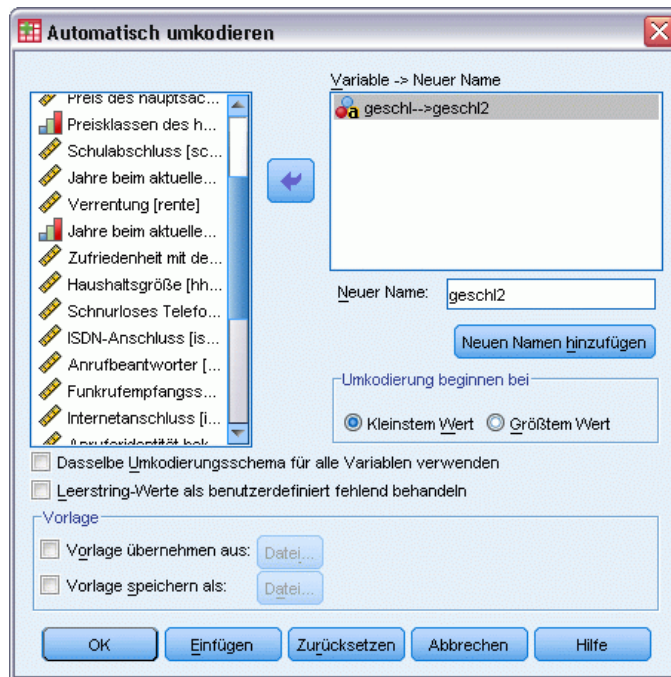 Automatisch umkodieren
Variable -> Neuer Name
Preis des hauptsäc...
Preisklassen des h...
Schulabschluss [sc...
Jahre beim aktuelle...
Verrentung [rente]
Jahre beim aktuelle...
Zufriedenheit mit de...
Haushaltsgröße [hh...
Schnurloses Telefo...
ISDN-Anschluss [is...
Anrufbeantworter [...
Funkrufempfangss...
Internetanschluss [i...
Anruferidentität bek...
geschl-->geschl2
Neuer Name: geschl2
Neuen Namen hinzufügen
Umkodierung beginnen bei
Kleinstem Wert Größtem Wert
Dasselbe Umkodierungsschema für alle Variablen verwenden
Leerstring-Werte als benutzerdefiniert fehlend behandeln
Vorlage
Vorlage übernehmen aus: Datei...
Vorlage speichern als: Datei...
OK Einfügen Zurücksetzen Abbrechen Hilfe